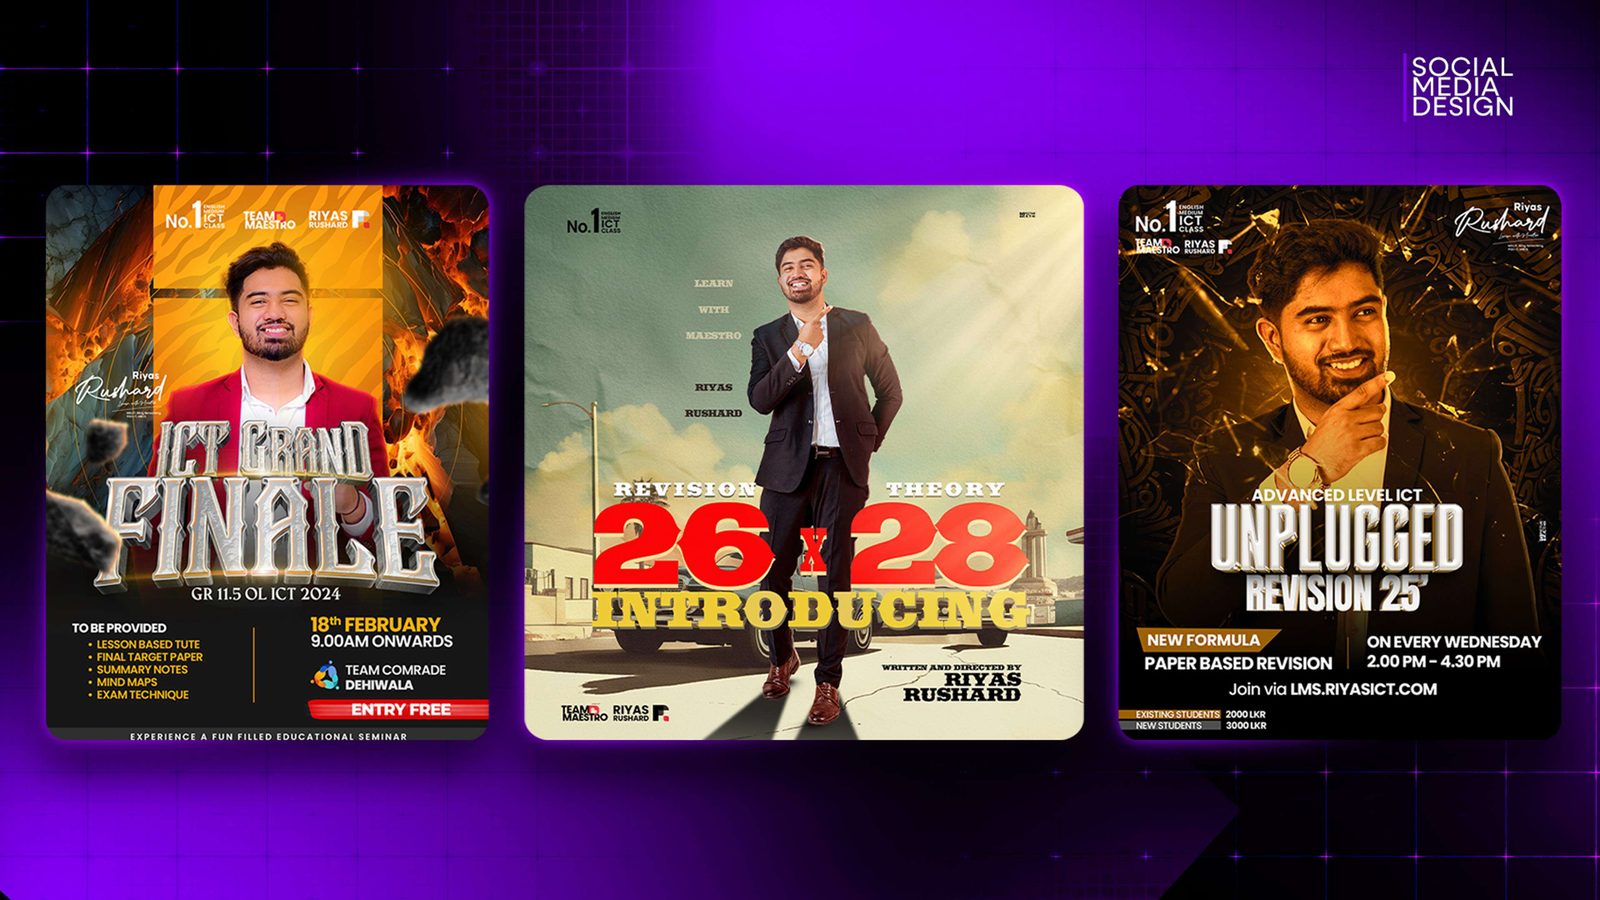 SOCIAL
MEDIA
DESIGN
No.1 ENGLISH MEDIUM ICT CLASS
TEAM MAESTRO
RIYAS RUSHARD
Riyas
Rushard
ICT GRAND
FINALE
GR 11.5 OL ICT 2024
TO BE PROVIDED
• LESSON BASED TUTE
• FINAL TARGET PAPER
• SUMMARY NOTES
• MIND MAPS
• EXAM TECHNIQUE
18th FEBRUARY
9.00AM ONWARDS
TEAM COMRADE
DEHIWALA
ENTRY FREE
EXPERIENCE A FUN FILLED EDUCATIONAL SEMINAR
No.1 ENGLISH MEDIUM ICT CLASS
LEARN
WITH
MAESTRO
RIYAS
RUSHARD
REVISION THEORY
26 X 28
INTRODUCING
WRITTEN AND DIRECTED BY
RIYAS
RUSHARD
TEAM MAESTRO
RIYAS RUSHARD
No.1 ENGLISH MEDIUM ICT CLASS
TEAM MAESTRO
RIYAS RUSHARD
Riyas
Rushard
ADVANCED LEVEL ICT
UNPLUGGED
REVISION 25'
NEW FORMULA
PAPER BASED REVISION
ON EVERY WEDNESDAY
2.00 PM - 4.30 PM
Join via LMS.RIYASICT.COM
EXISTING STUDENTS 2000 LKR
NEW STUDENTS 3000 LKR